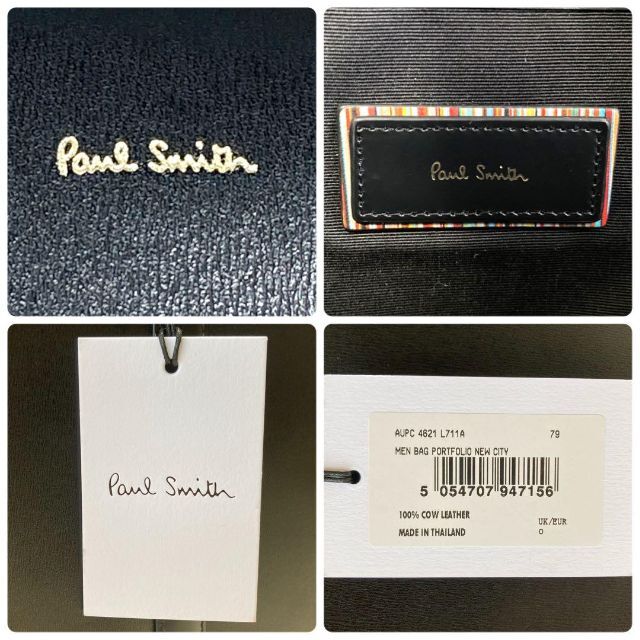 Paul Smith
Paul Smith
Paul Smith
AUPC 4621 L711A 79
MEN BAG PORTFOLIO NEW CITY
5 054707 947156
100% COW LEATHER UK/EUR
MADE IN THAILAND 0